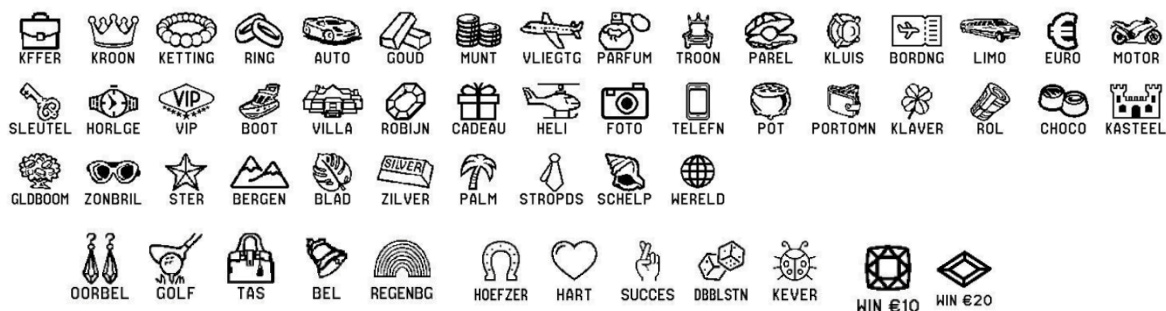 KFFER KROON KETTING RING AUTO GOUD MUNT VLIEGTG PARFUM TROON PAREL KLUIS BORDNG LIMO EURO MOTOR
VIP
SLEUTEL HORLGE VIP BOOT VILLA ROBIJN CADEAU HELI FOTO TELEFN POT PORTOMN KLAVER ROL CHOCO KASTEEL
SILVER
GLDBOOM ZONBRIL STER BERGEN BLAD ZILVER PALM STROPDS SCHELP WERELD
OORBEL GOLF TAS BEL REGENBG HOEFZER HART SUCCES DBBLSTN KEVER WIN €10 WIN €20